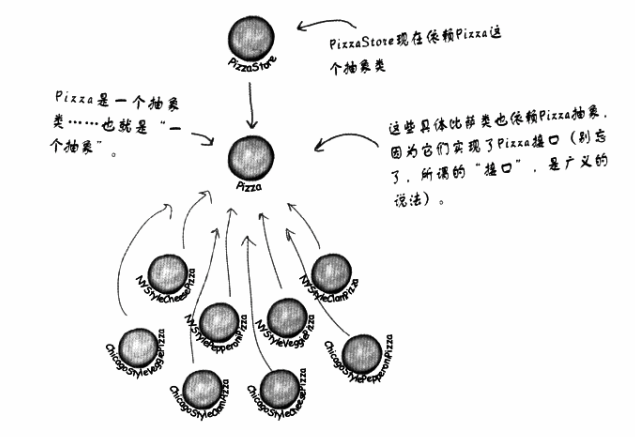 PizzaStore
PizzaStore现在依赖Pizza这
个抽象类
Pizza是一个抽象
类……也就是“一
个抽象”。
Pizza
这些具体比萨类也依赖Pizza抽象，
因为它们实现了Pizza接口（别忘
了，所谓的“接口”，是广义的
说法）。
NYStyleCheesePizza
NYStyleClamPizza
NYStylePepperoniPizza
NYStyleVeggiePizza
ChicagoStyleVeggiePizza
ChicagoStylePepperoniPizza
ChicagoStyleClamPizza
ChicagoStyleCheesePizza